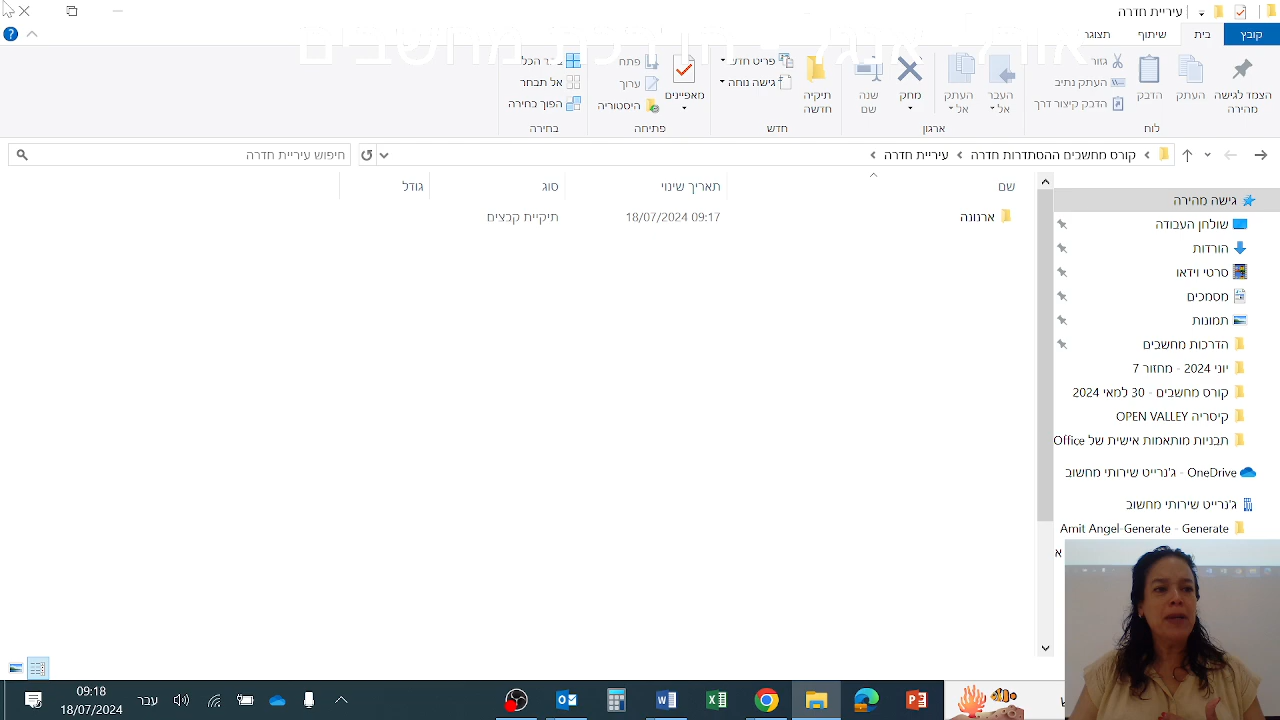 עיריית חדרה
קובץ
בית
שיתוף
תצוגה
הצמד לגישה מהירה
העתק
הדבק
גזור
העתק נתיב
הדבק קיצור דרך
לוח
העבר אל
העתק אל
מחק
שנה שם
ארגון
תיקיה חדשה
פריט חדש
גישה נוחה
חדש
מאפיינים
פתח
ערוך
היסטוריה
פתיחה
בחר הכל
אל תבחר
הפוך בחירה
בחירה
קורס מחשבים ההסתדרות חדרה
עיריית חדרה
חיפוש עיריית חדרה
שם
תאריך שינוי
סוג
גודל
ארנונה
18/07/2024 09:17
תיקיית קבצים
גישה מהירה
שולחן העבודה
הורדות
סרטי וידאו
מסמכים
תמונות
הדרכות מחשבים
יוני 2024 - מחזור 7
קורס מחשבים - 30 למאי 2024
קיסריה OPEN VALLEY
תבניות מותאמות אישית של Office
OneDrive - ג'נרייט שירותי מחשוב
ג'נרייט שירותי מחשוב
Amit Angel-Generate - Generate
עבר
09:18
18/07/2024